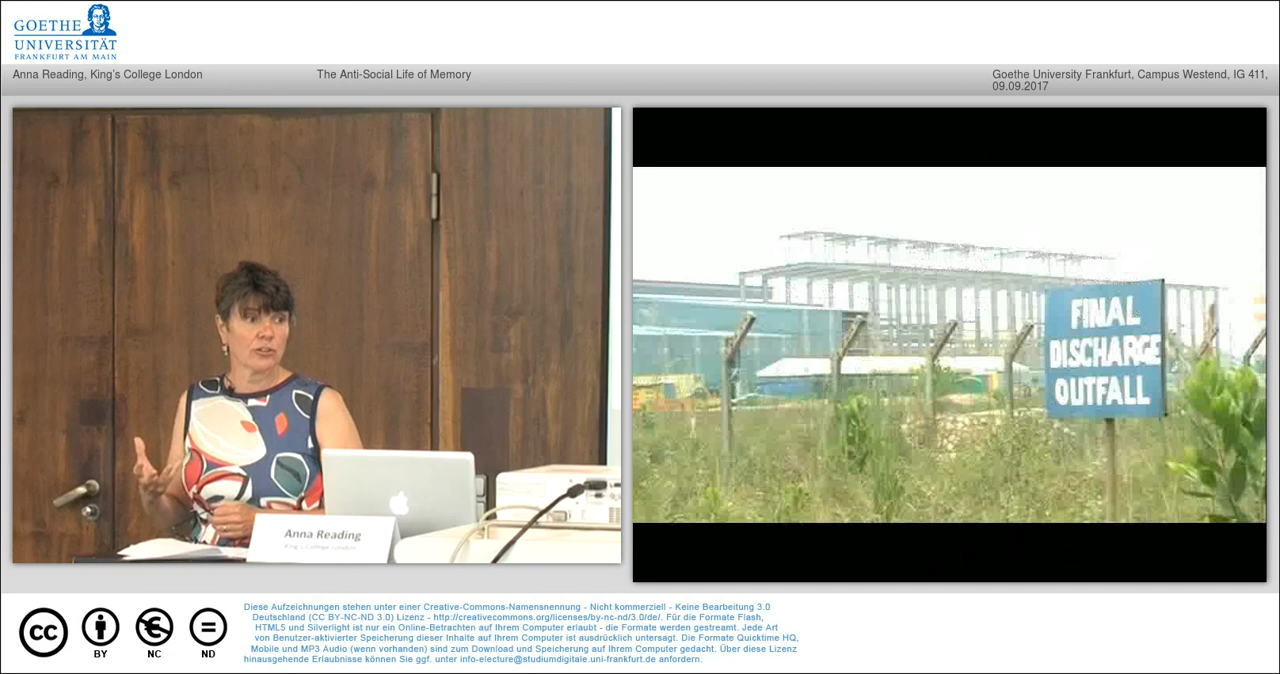 GOETHE
UNIVERSITÄT
FRANKFURT AM MAIN
Anna Reading, King's College London
The Anti-Social Life of Memory
Goethe University Frankfurt, Campus Westend, IG 411,
09.09.2017
Anna Reading
King's College London
FINAL
DISCHARGE
OUTFALL
CC
BY
NC
ND
Diese Aufzeichnungen stehen unter einer Creative-Commons-Namensnennung - Nicht kommerziell - Keine Bearbeitung 3.0
Deutschland (CC BY-NC-ND 3.0) Lizenz - http://creativecommons.org/licenses/by-nc-nd/3.0/de/. Für die Formate Flash,
HTML5 und Silverlight ist nur ein Online-Betrachten auf Ihrem Computer erlaubt - die Formate werden gestreamt. Jede Art
von Benutzer-aktivierter Speicherung dieser Inhalte auf Ihrem Computer ist ausdrücklich untersagt. Die Formate Quicktime HQ,
Mobile und MP3 Audio (wenn vorhanden) sind zum Download und Speicherung auf Ihrem Computer gedacht. Über diese Lizenz
hinausgehende Erlaubnisse können Sie ggf. unter info-electure@studiumdigitale.uni-frankfurt.de anfordern.